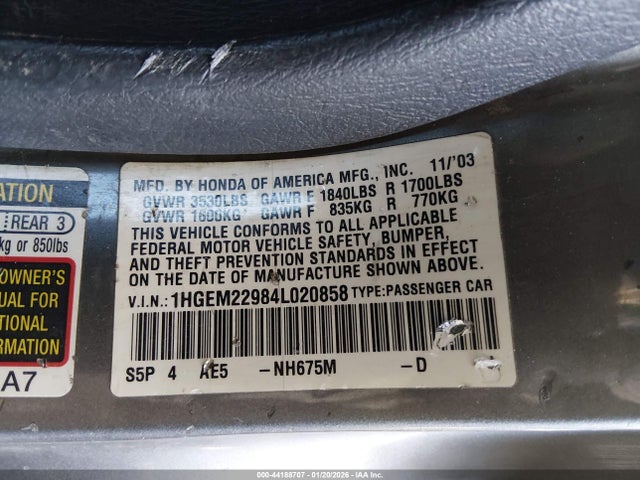 MFD. BY HONDA OF AMERICA MFG., INC. 11/'03
GVWR 3530LBS GAWR F 1840LBS R 1700LBS
GVWR 1600KG GAWR F 835KG R 770KG
THIS VEHICLE CONFORMS TO ALL APPLICABLE
FEDERAL MOTOR VEHICLE SAFETY, BUMPER,
AND THEFT PREVENTION STANDARDS IN EFFECT
ON THE DATE OF MANUFACTURE SHOWN ABOVE.
V.I.N.: 1HGEM22984L020858 TYPE:PASSENGER CAR
S5P 4 AE5 -NH675M -D
ATION
REAR 3
kg or 850lbs
OWNER'S
UAL FOR
TIONAL
RMATION
A7
000-44188707 - 01/20/2026 - IAA Inc.